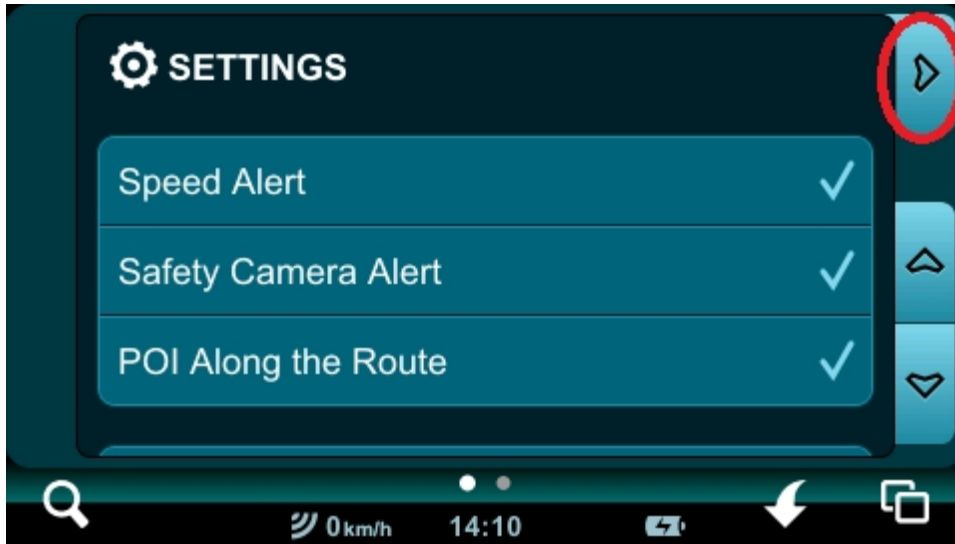 SETTINGS
Speed Alert
Safety Camera Alert
POI Along the Route
0km/h 14:10